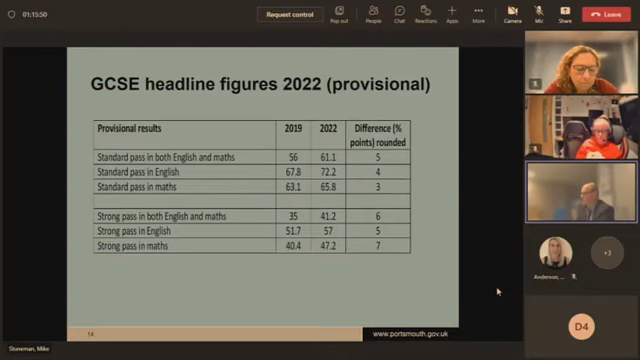 01:15:50
Request control
Pop out
People
Chat
Reactions
Apps
More
Camera
Mic
Share
Leave
GCSE headline figures 2022 (provisional)
Provisional results 2019 2022 Difference (%
points) rounded
Standard pass in both English and maths 56 61.1 5
Standard pass in English 67.8 72.2 4
Standard pass in maths 63.1 65.8 3
Strong pass in both English and maths 35 41.2 6
Strong pass in English 51.7 57 5
Strong pass in maths 40.4 47.2 7
Anderson, ...
+3
D4
14
www.portsmouth.gov.uk
Stoneman, Mike